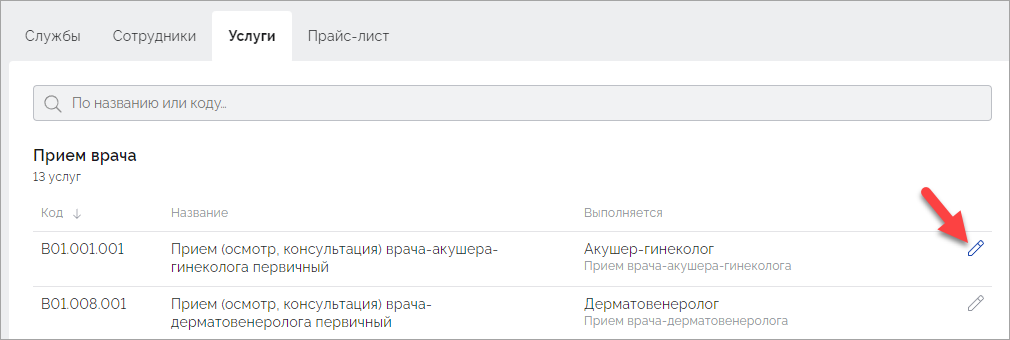 Службы Сотрудники Услуги Прайс-лист
По названию или коду...
Прием врача
13 услуг
Код ↓ Название Выполняется
B01.001.001 Прием (осмотр, консультация) врача-акушера- Акушер-гинеколог
гинеколога первичный Прием врача-акушера-гинеколога
B01.008.001 Прием (осмотр, консультация) врача- Дерматовенеролог
дерматовенеролога первичный Прием врача-дерматовенеролога